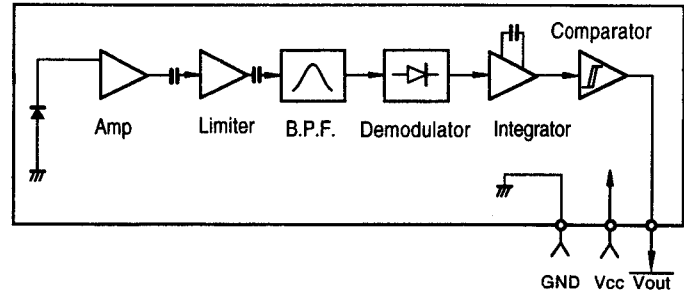 Comparator
Amp
Limiter
B.P.F.
Demodulator
Integrator
GND
Vcc
Vout